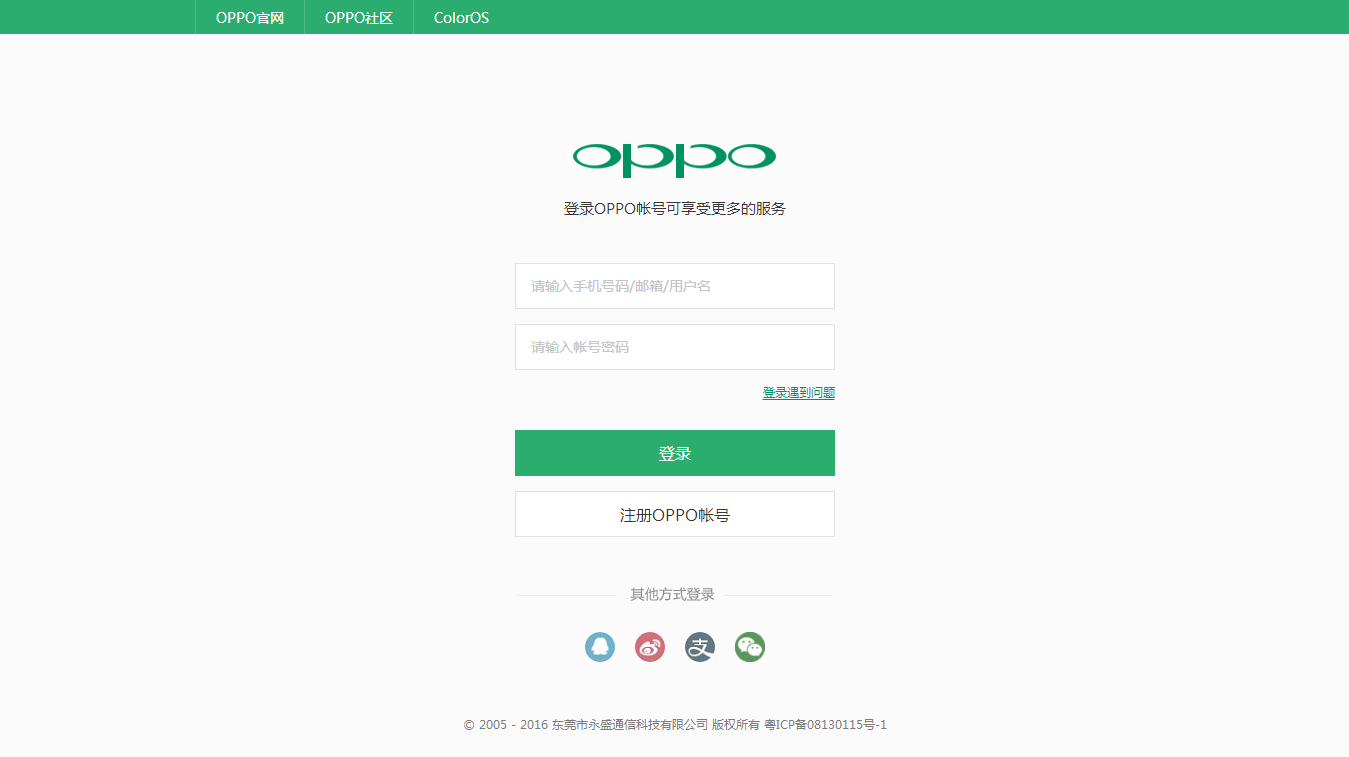 OPPO官网 OPPO社区 ColorOS
oppo
登录OPPO帐号可享受更多的服务
请输入手机号码/邮箱/用户名
请输入帐号密码
登录遇到问题
登录
注册OPPO帐号
其他方式登录
支
© 2005 - 2016 东莞市永盛通信科技有限公司 版权所有 粤ICP备08130115号-1